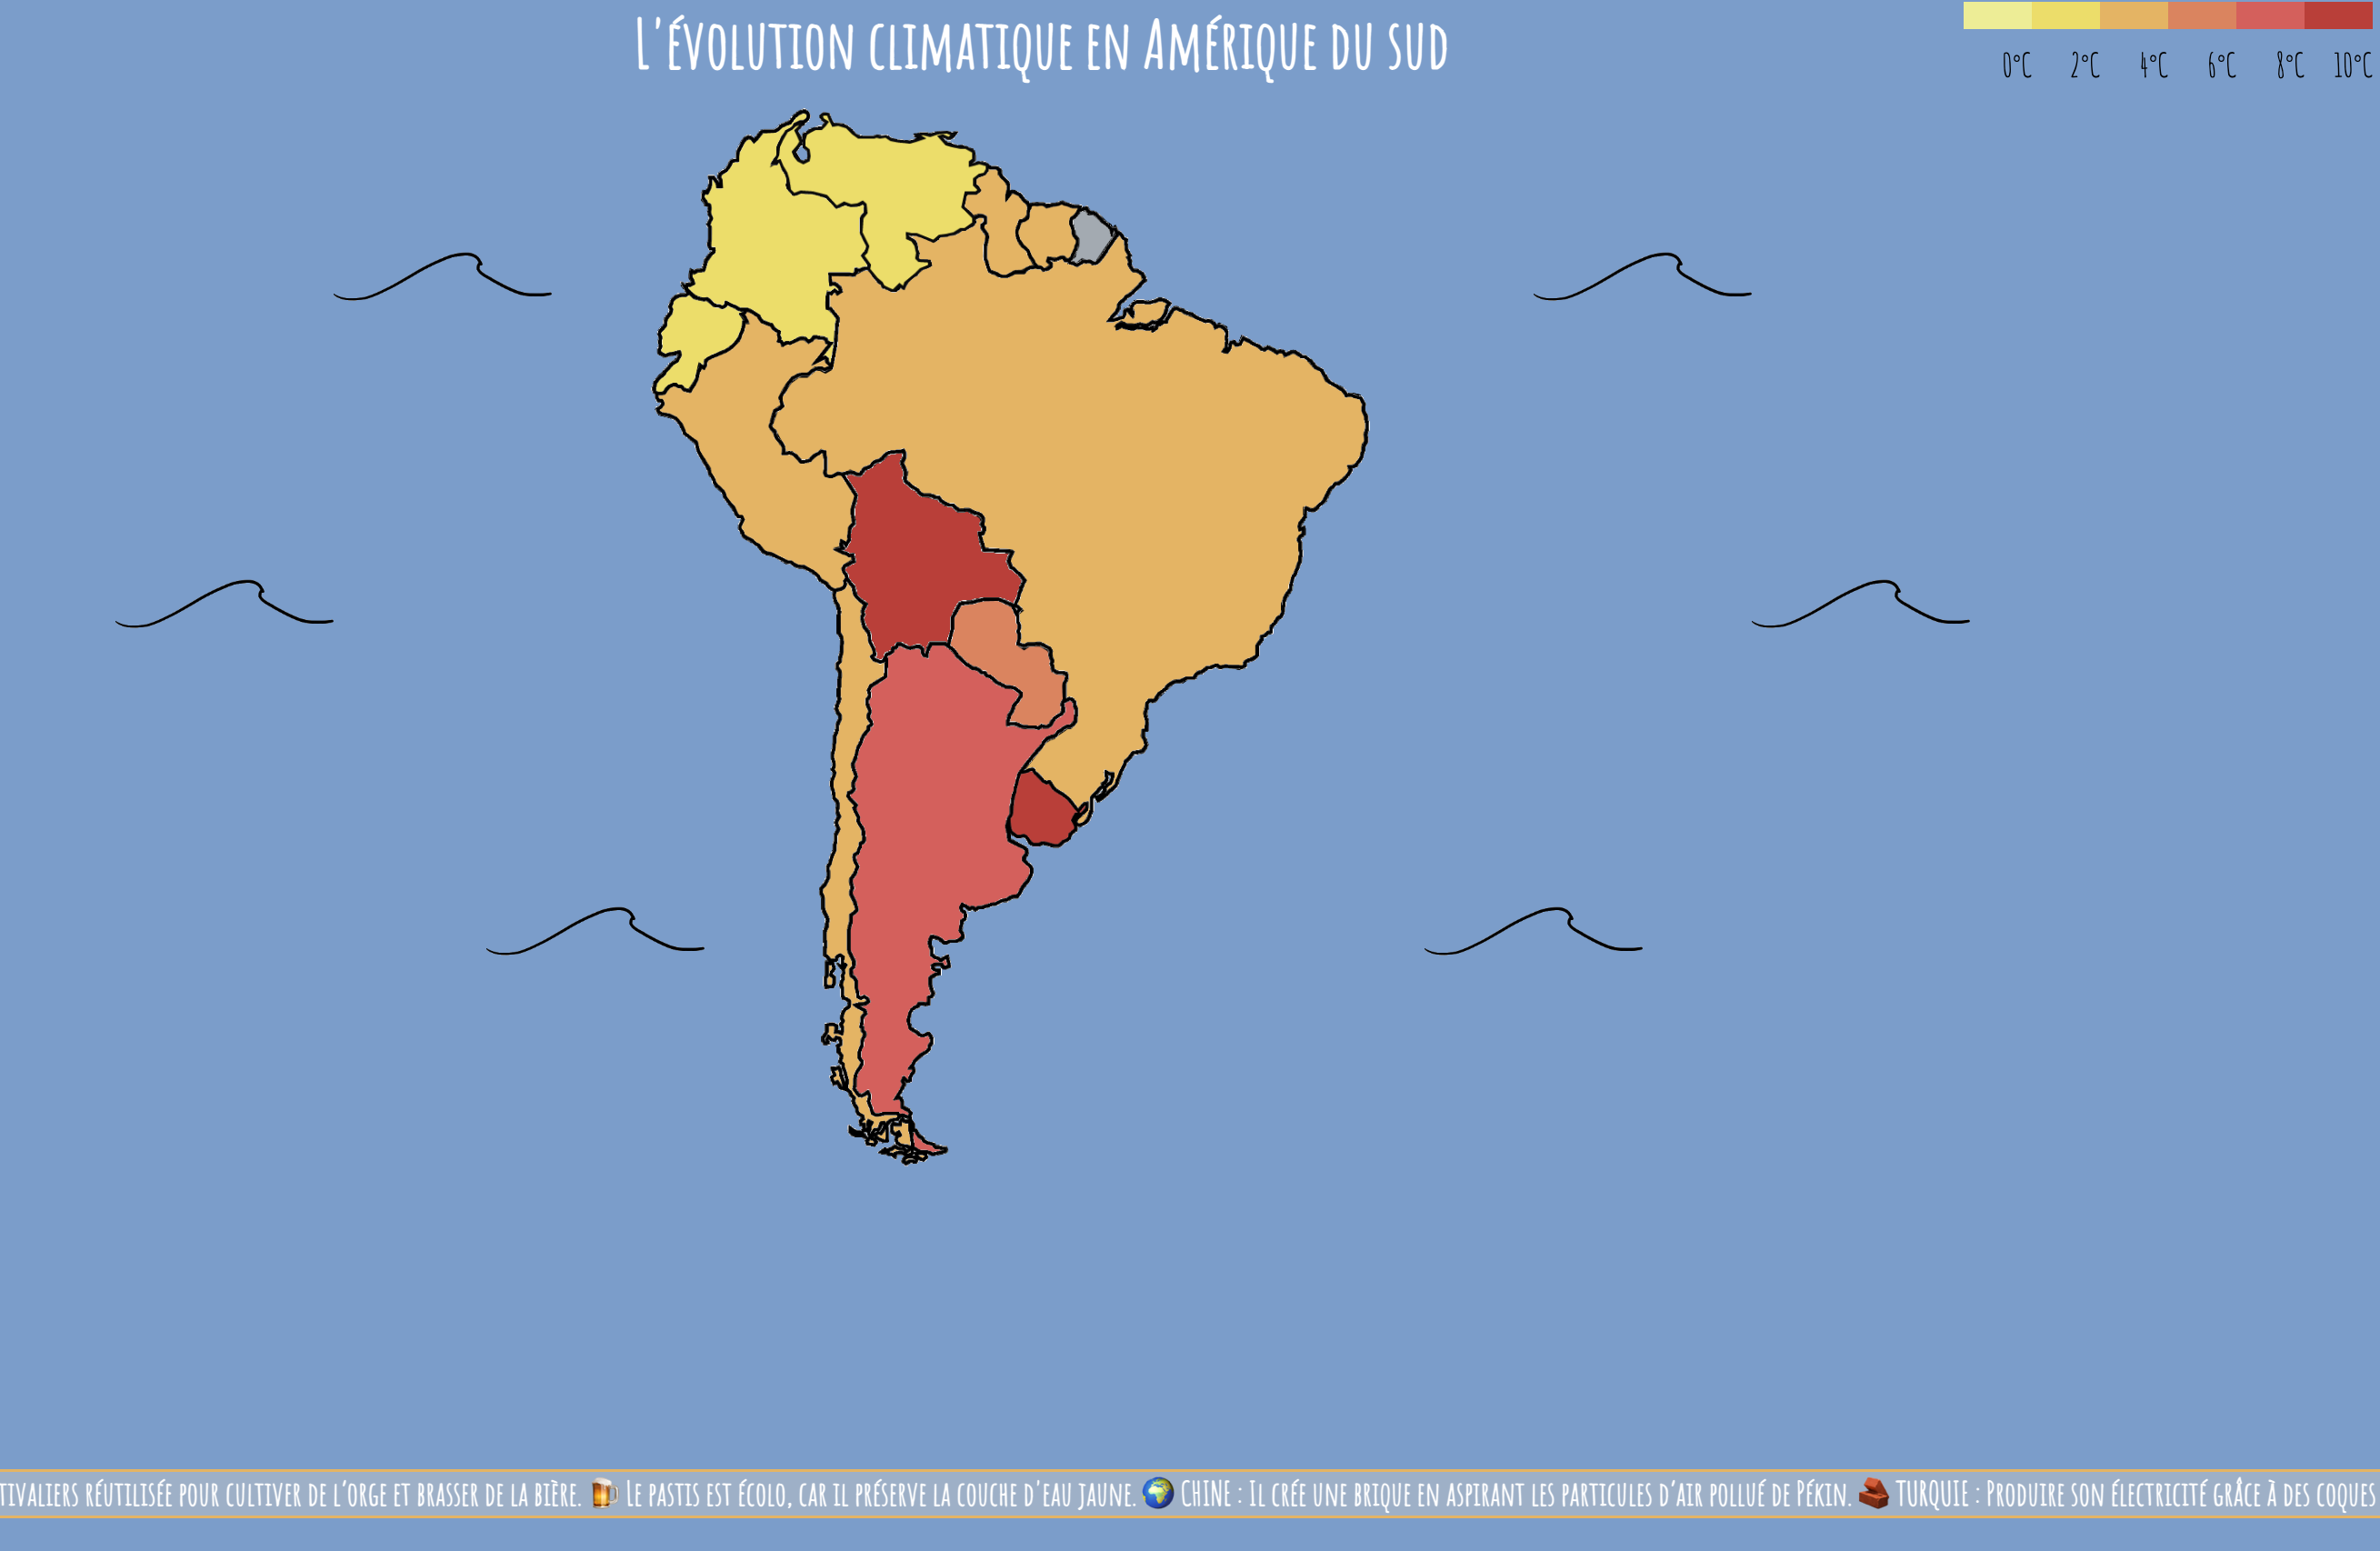 L'évolution climatique en Amérique du sud
0°C 2°C 4°C 6°C 8°C 10°C
tivaliers réutilisée pour cultiver de l'orge et brasser de la bière. 🍺 Le pastis est écolo, car il préserve la couche d'eau jaune. 🌍 CHINE : Il crée une brique en aspirant les particules d'air pollué de Pékin. 🧱 TURQUIE : Produire son électricité grâce à des coques